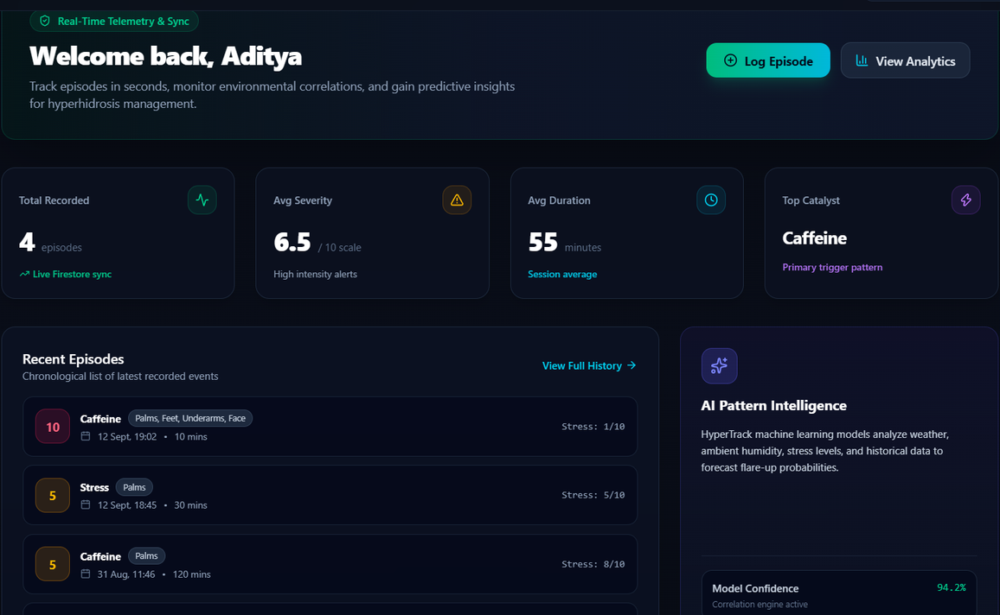 Real-Time Telemetry & Sync
Welcome back, Aditya
Track episodes in seconds, monitor environmental correlations, and gain predictive insights
for hyperhidrosis management.
Log Episode
View Analytics
Total Recorded
4 episodes
Live Firestore sync
Avg Severity
6.5 / 10 scale
High intensity alerts
Avg Duration
55 minutes
Session average
Top Catalyst
Caffeine
Primary trigger pattern
Recent Episodes
Chronological list of latest recorded events
View Full History
10
Caffeine Palms, Feet, Underarms, Face
12 Sept, 19:02 • 10 mins
Stress: 1/10
5
Stress Palms
12 Sept, 18:45 • 30 mins
Stress: 5/10
5
Caffeine Palms
31 Aug, 11:46 • 120 mins
Stress: 8/10
AI Pattern Intelligence
HyperTrack machine learning models analyze weather,
ambient humidity, stress levels, and historical data to
forecast flare-up probabilities.
Model Confidence
94.2%
Correlation engine active